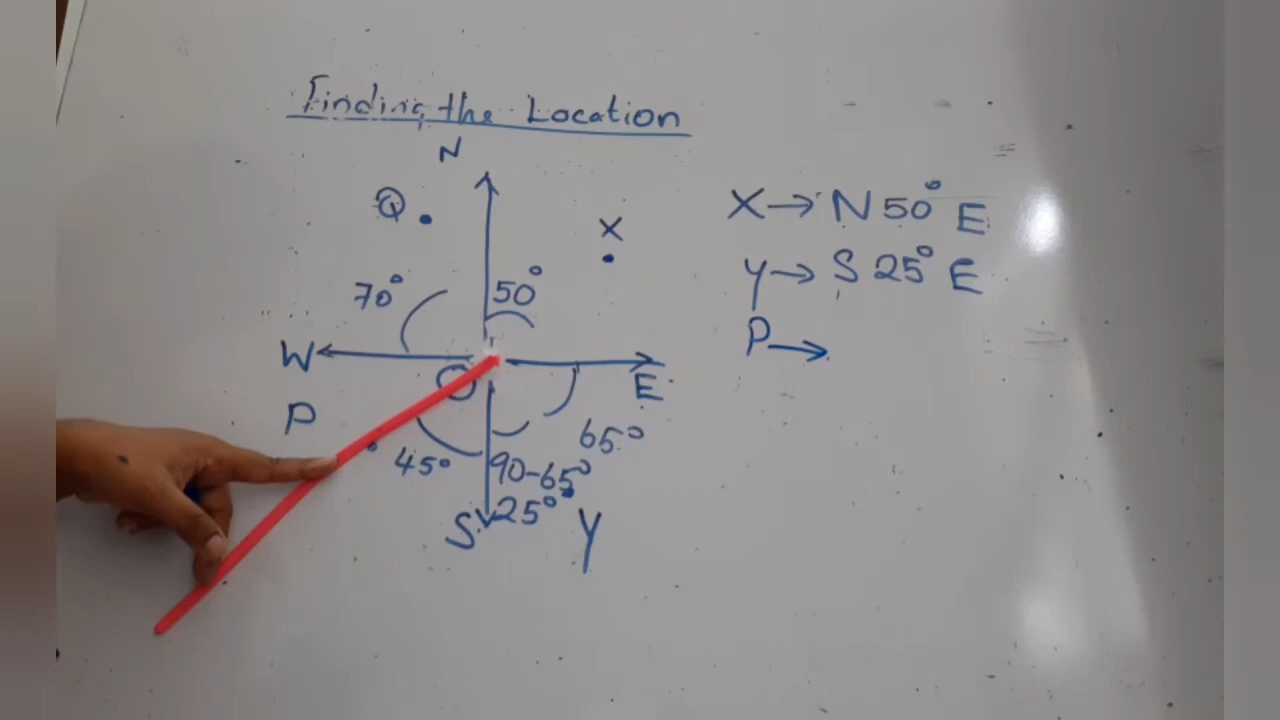 Finding the Location
N
Q
X
70°
50°
W
O
E
P
45°
65°
90-65°
25°
S
Y
X→ N 50° E
Y→ S 25° E
P→